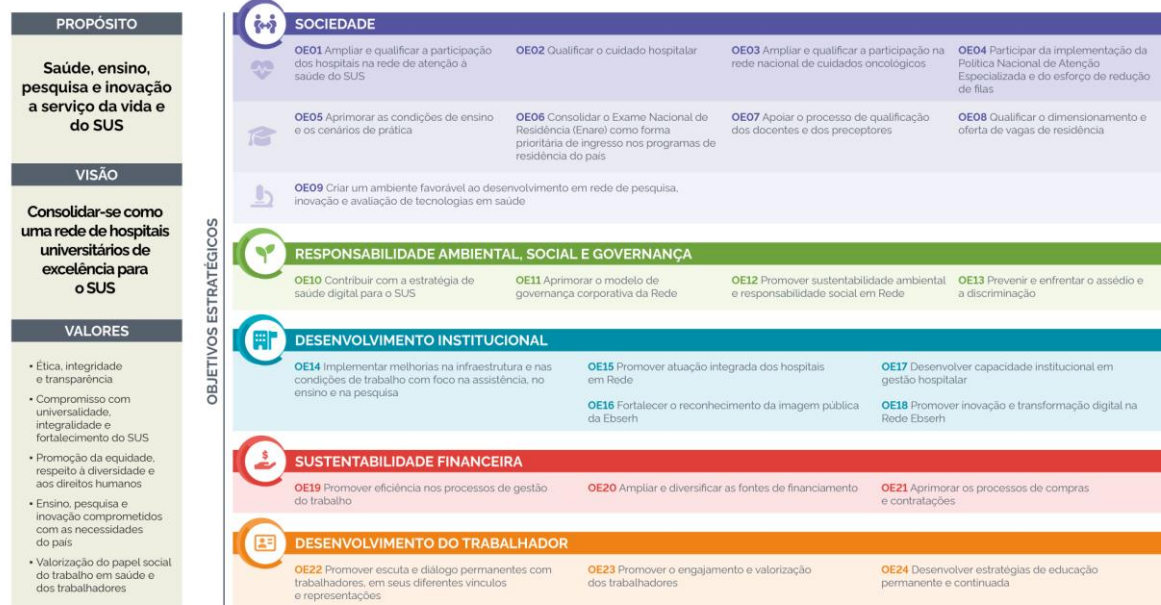 PROPÓSITO
Saúde, ensino,
pesquisa e inovação
a serviço da vida e
do SUS
VISÃO
Consolidar-se como
uma rede de hospitais
universitários de
excelência para
o SUS
VALORES
• Ética, integridade
e transparência
• Compromisso com
universalidade,
integralidade e
fortalecimento do SUS
• Promoção da equidade,
respeito à diversidade e
aos direitos humanos
• Ensino, pesquisa e
inovação comprometidos
com as necessidades
do país
• Valorização do papel social
do trabalho em saúde e
dos trabalhadores
OBJETIVOS ESTRATÉGICOS
SOCIEDADE
OE01 Ampliar e qualificar a participação
dos hospitais na rede de atenção à
saúde do SUS
OE02 Qualificar o cuidado hospitalar
OE03 Ampliar e qualificar a participação na
rede nacional de cuidados oncológicos
OE04 Participar da implementação da
Política Nacional de Atenção
Especializada e do esforço de redução
de filas
OE05 Aprimorar as condições de ensino
e os cenários de prática
OE06 Consolidar o Exame Nacional de
Residência (Enare) como forma
prioritária de ingresso nos programas de
residência do país
OE07 Apoiar o processo de qualificação
dos docentes e dos preceptores
OE08 Qualificar o dimensionamento e
oferta de vagas de residência
OE09 Criar um ambiente favorável ao desenvolvimento em rede de pesquisa,
inovação e avaliação de tecnologias em saúde
RESPONSABILIDADE AMBIENTAL, SOCIAL E GOVERNANÇA
OE10 Contribuir com a estratégia de
saúde digital para o SUS
OE11 Aprimorar o modelo de
governança corporativa da Rede
OE12 Promover sustentabilidade ambiental
e responsabilidade social em Rede
OE13 Prevenir e enfrentar o assédio e
a discriminação
DESENVOLVIMENTO INSTITUCIONAL
OE14 Implementar melhorias na infraestrutura e nas
condições de trabalho com foco na assistência, no
ensino e na pesquisa
OE15 Promover atuação integrada dos hospitais
em Rede
OE16 Fortalecer o reconhecimento da imagem pública
da Ebserh
OE17 Desenvolver capacidade institucional em
gestão hospitalar
OE18 Promover inovação e transformação digital na
Rede Ebserh
SUSTENTABILIDADE FINANCEIRA
OE19 Promover eficiência nos processos de gestão
do trabalho
OE20 Ampliar e diversificar as fontes de financiamento
OE21 Aprimorar os processos de compras
e contratações
DESENVOLVIMENTO DO TRABALHADOR
OE22 Promover escuta e diálogo permanentes com
trabalhadores, em seus diferentes vínculos
e representações
OE23 Promover o engajamento e valorização
dos trabalhadores
OE24 Desenvolver estratégias de educação
permanente e continuada